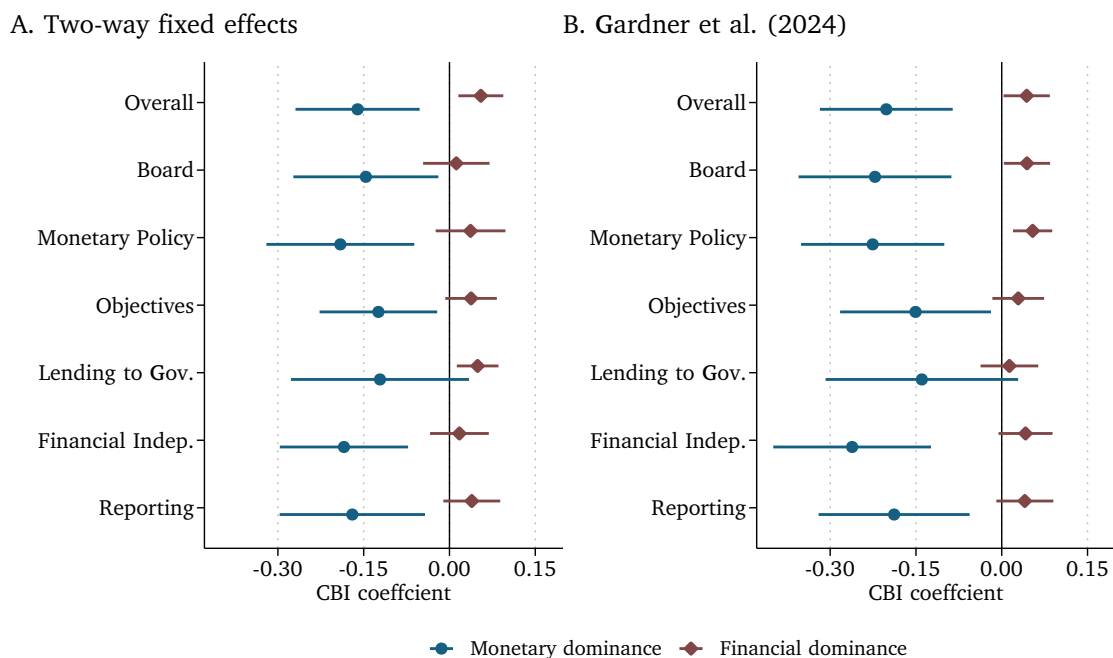 A. Two-way fixed effects
Overall
Board
Monetary Policy
Objectives
Lending to Gov.
Financial Indep.
Reporting
-0.30 -0.15 0.00 0.15
CBI coeffcient
B. Gardner et al. (2024)
Overall
Board
Monetary Policy
Objectives
Lending to Gov.
Financial Indep.
Reporting
-0.30 -0.15 0.00 0.15
CBI coeffcient
Monetary dominance Financial dominance